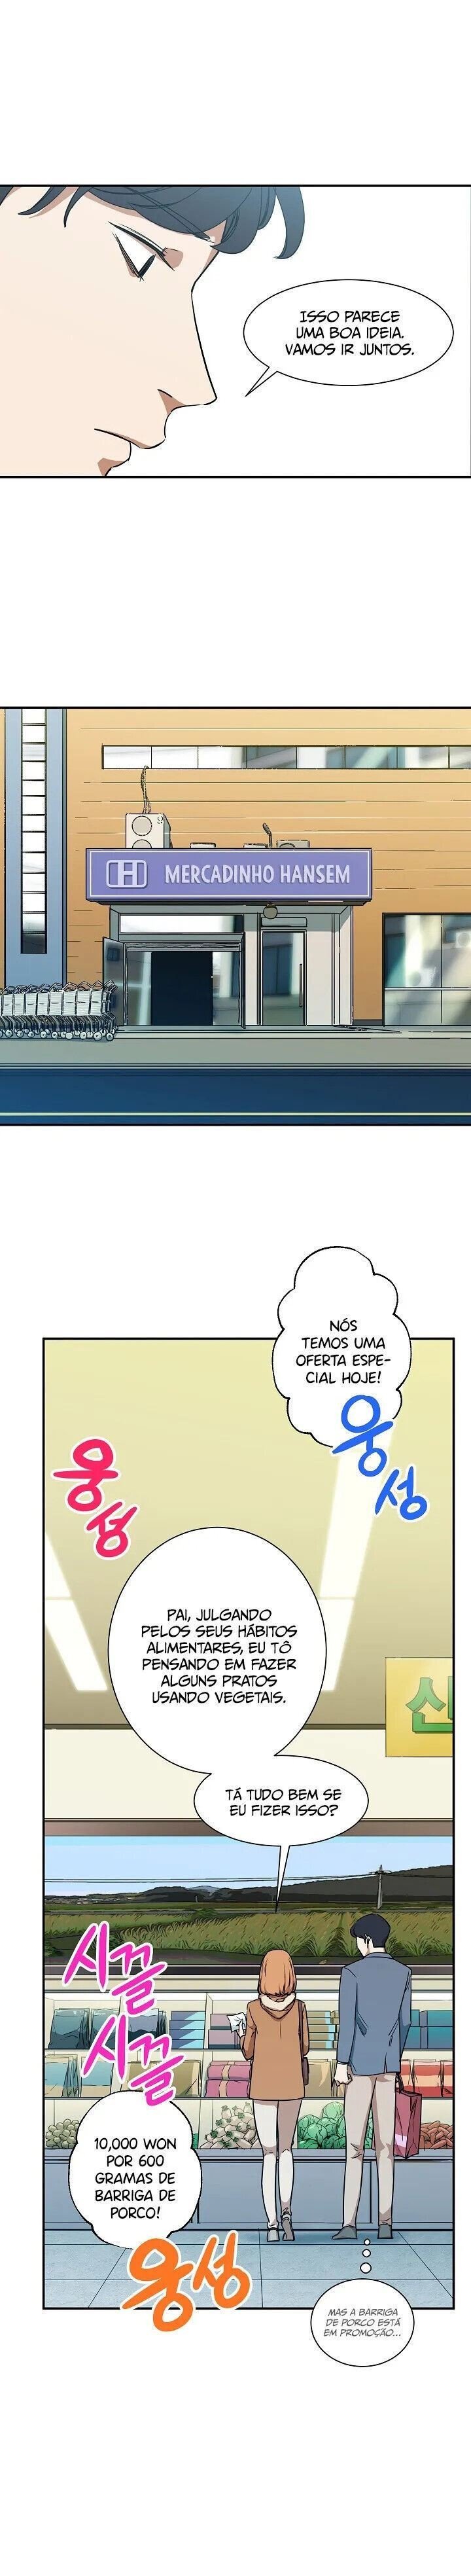 ISSO PARECE
UMA BOA IDEIA.
VAMOS IR JUNTOS.
H MERCADINHO HANSEM
NÓS
TEMOS UMA
OFERTA ESPE-
CIAL HOJE!
웅성
웅성
PAI, JULGANDO
PELOS SEUS HÁBITOS
ALIMENTARES, EU TÔ
PENSANDO EM FAZER
ALGUNS PRATOS
USANDO VEGETAIS.
신
TÁ TUDO BEM SE
EU FIZER ISSO?
시끌
시끌
10,000 WON
POR 600
GRAMAS DE
BARRIGA DE
PORCO!
웅성
MAS A BARRIGA
DE PORCO ESTÁ
EM PROMOÇÃO...